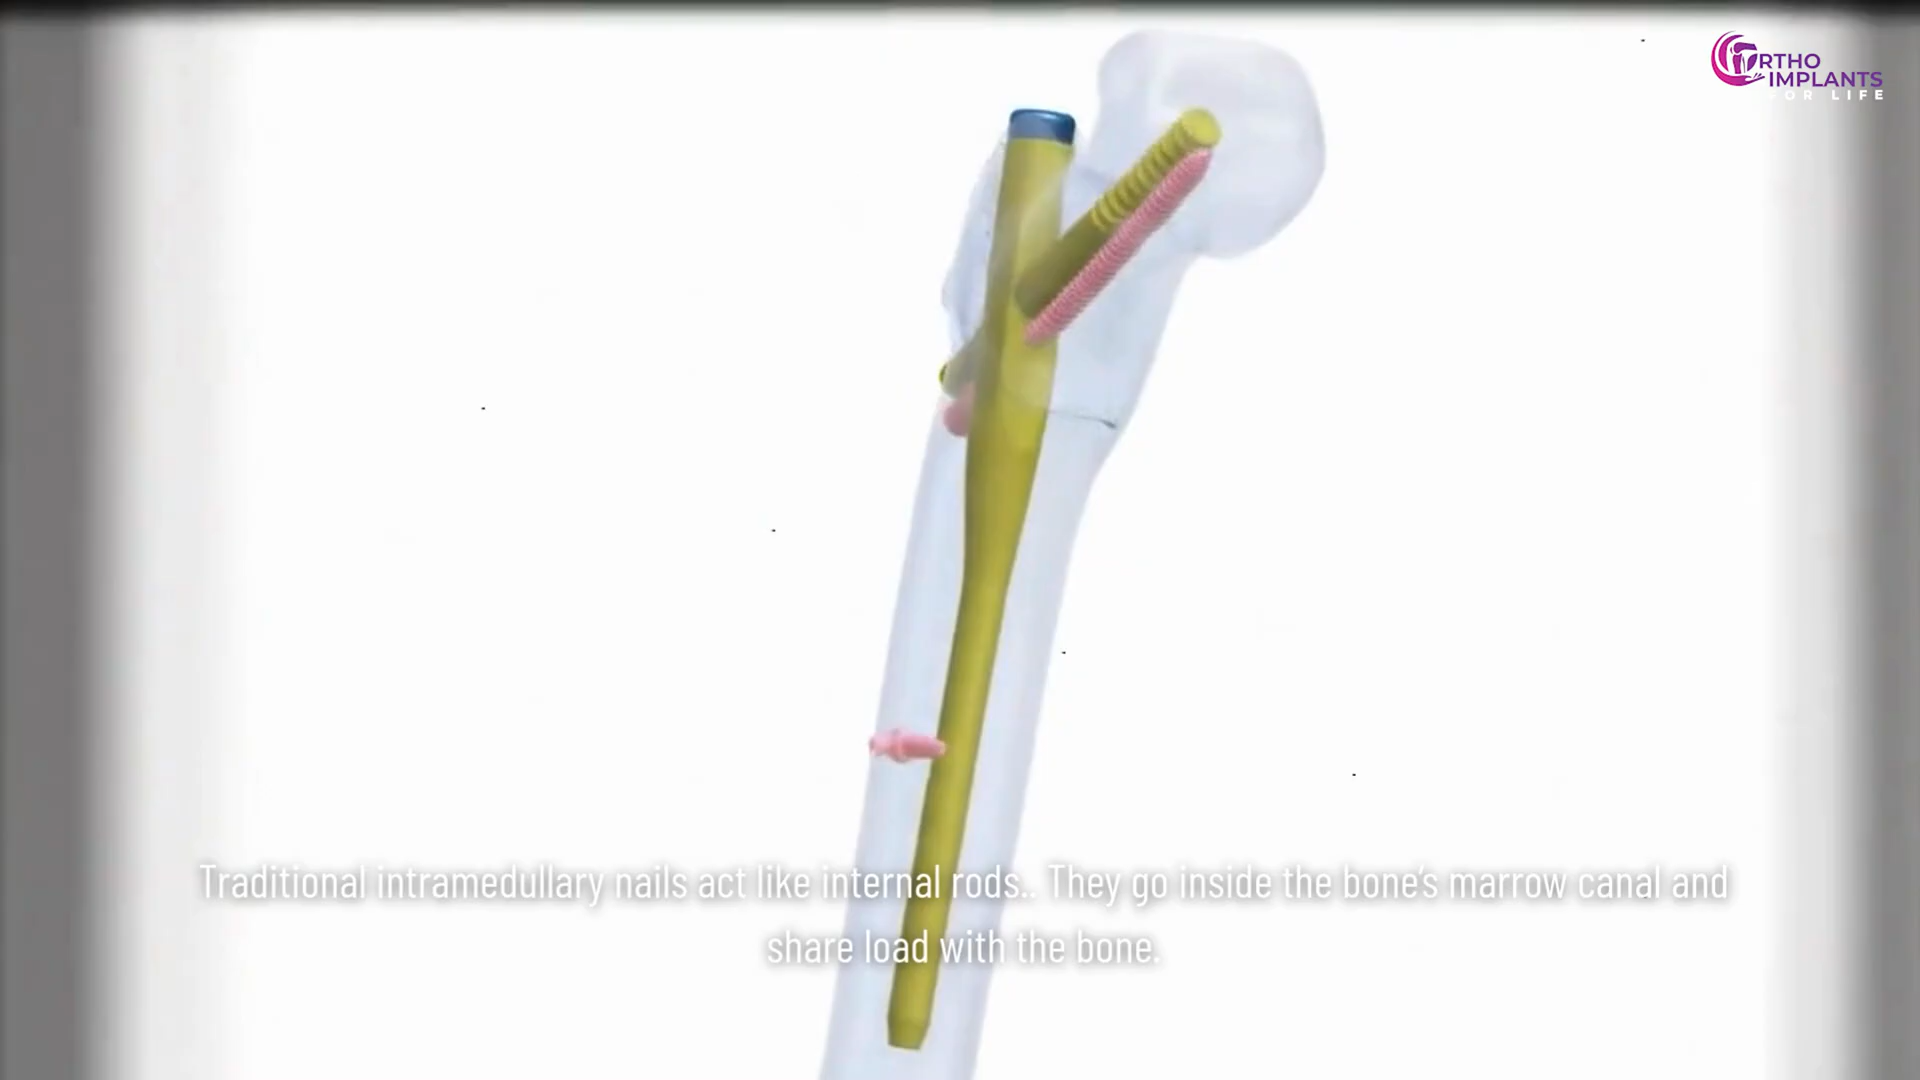 RTHO
IMPLANTS
FOR LIFE
Traditional intramedullary nails act like internal rods.. They go inside the bone's marrow canal and
share load with the bone.